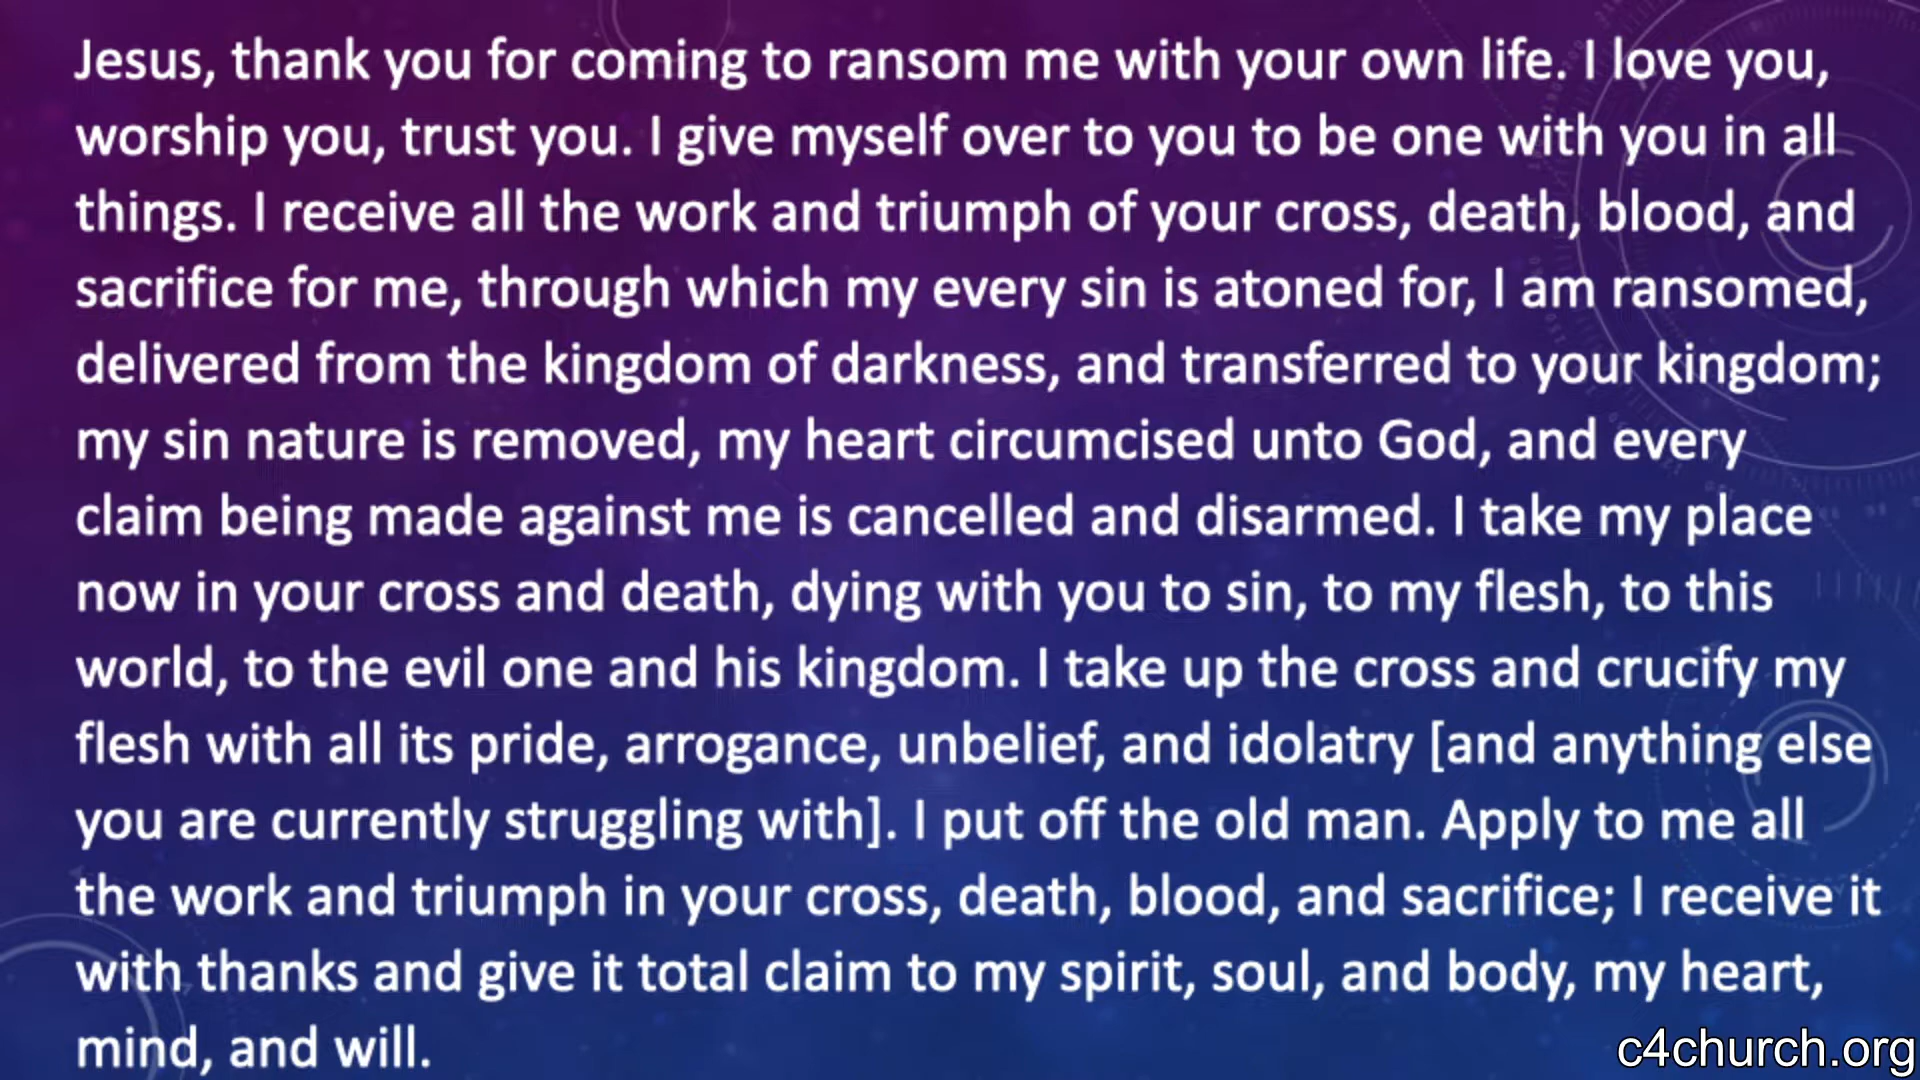 Jesus, thank you for coming to ransom me with your own life. I love you,
worship you, trust you. I give myself over to you to be one with you in all
things. I receive all the work and triumph of your cross, death, blood, and
sacrifice for me, through which my every sin is atoned for, I am ransomed,
delivered from the kingdom of darkness, and transferred to your kingdom;
my sin nature is removed, my heart circumcised unto God, and every
claim being made against me is cancelled and disarmed. I take my place
now in your cross and death, dying with you to sin, to my flesh, to this
world, to the evil one and his kingdom. I take up the cross and crucify my
flesh with all its pride, arrogance, unbelief, and idolatry [and anything else
you are currently struggling with]. I put off the old man. Apply to me all
the work and triumph in your cross, death, blood, and sacrifice; I receive it
with thanks and give it total claim to my spirit, soul, and body, my heart,
mind, and will.
c4church.org